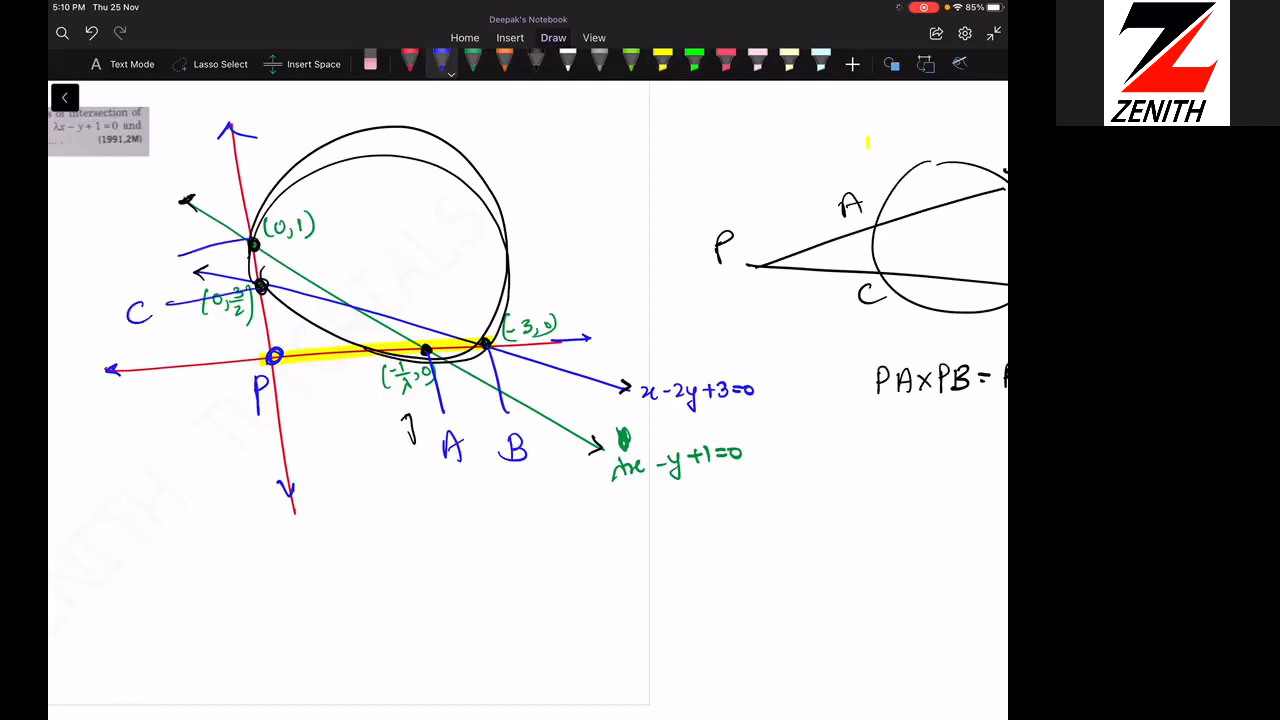 5:10 PM Thu 25 Nov
85%
Deepak's Notebook
Home Insert Draw View
Text Mode
Lasso Select
Insert Space
ZENITH
of intersection of
λx − y + 1 = 0 and
(1991, 2M)
(0,1)
(0, 3/2)
C
(-3,0)
(-1/λ, 0)
P
A
B
x - 2y + 3 = 0
λx - y + 1 = 0
A
P
C
PA × PB =